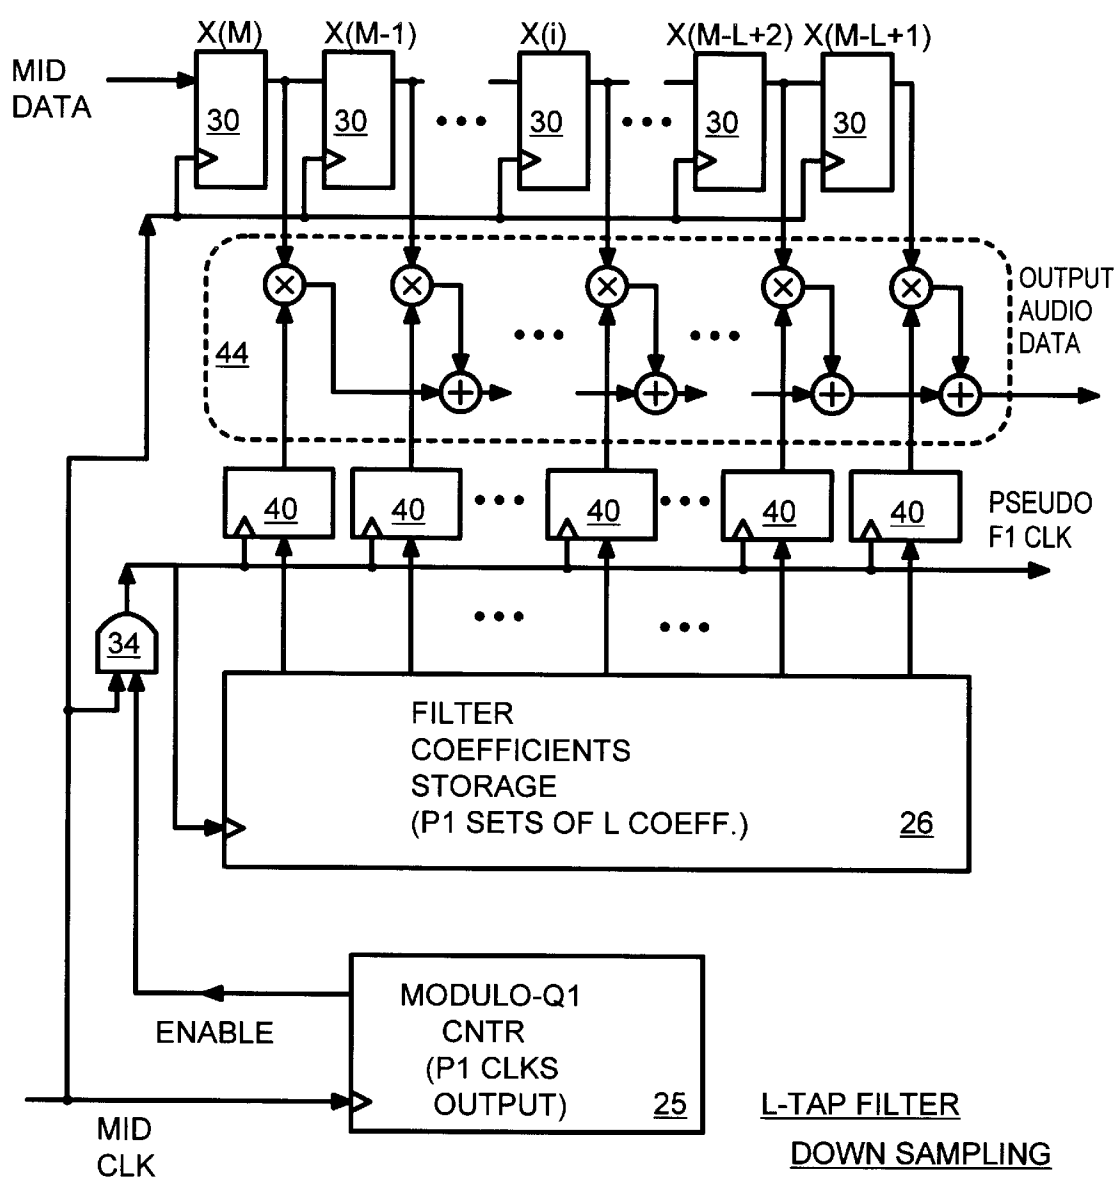 X(M) X(M-1) X(i) X(M-L+2) X(M-L+1)
MID
DATA
30 30 30 30 30
44
OUTPUT
AUDIO
DATA
40 40 40 40 40
PSEUDO
F1 CLK
34
FILTER
COEFFICIENTS
STORAGE
(P1 SETS OF L COEFF.)
26
ENABLE
MODULO-Q1
CNTR
(P1 CLKS
OUTPUT)
25
MID
CLK
L-TAP FILTER
DOWN SAMPLING